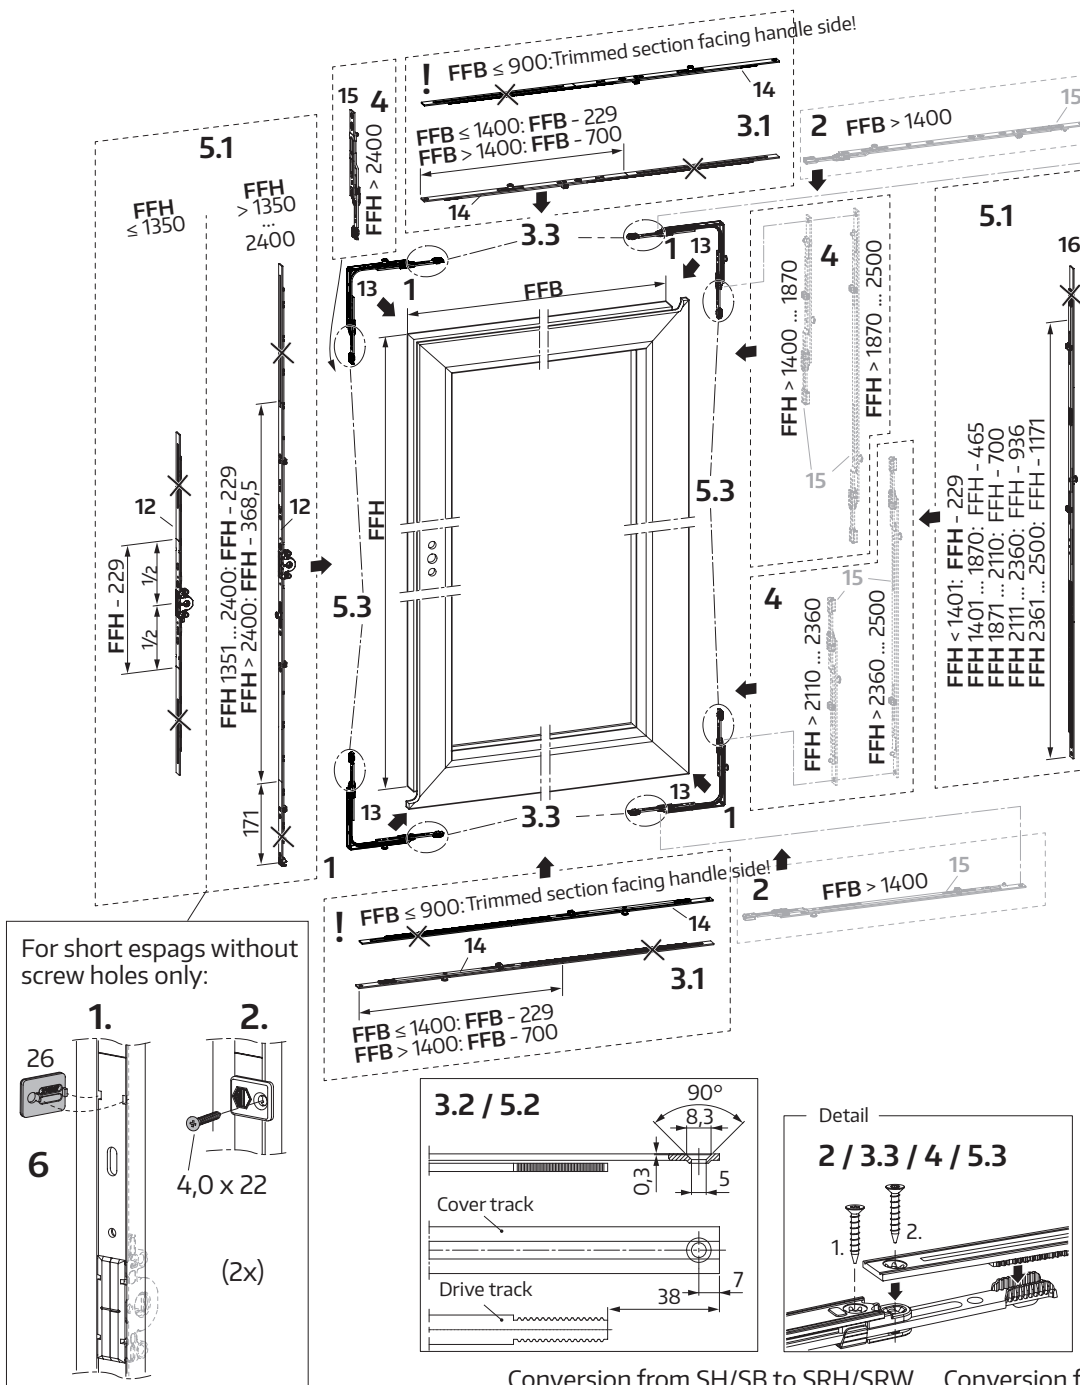 ! FFB ≤ 900: Trimmed section facing handle side!
14
FFB ≤ 1400: FFB - 229
FFB > 1400: FFB - 700
3.1
14
15
4
FFH > 2400
2
FFB > 1400
15
5.1
FFH
≤ 1350
FFH
> 1350
...
2400
12
FFH - 229
1/2
1/2
FFH 1351 ... 2400: FFH - 229
FFH > 2400: FFH - 368,5
12
171
3.3
13
1
1
13
FFB
FFH
5.3
5.3
4
FFH > 1400 ... 1870
FFH > 1870 ... 2500
15
4
15
FFH > 2110 ... 2360
FFH > 2360 ... 2500
5.1
16
FFH < 1401: FFH - 229
FFH 1401 ... 1870: FFH - 465
FFH 1871 ... 2110: FFH - 700
FFH 2111 ... 2360: FFH - 936
FFH 2361 ... 2500: FFH - 1171
13
1
3.3
13
1
! FFB ≤ 900: Trimmed section facing handle side!
14
14
3.1
FFB ≤ 1400: FFB - 229
FFB > 1400: FFB - 700
2
FFB > 1400
15
For short espags without
screw holes only:
1.
2.
26
6
4,0 x 22
(2x)
3.2 / 5.2
90°
8,3
0,3
5
Cover track
7
38
Drive track
Detail
2 / 3.3 / 4 / 5.3
1.
2.
Conversion from SH/SB to SRH/SRW
Conversion f